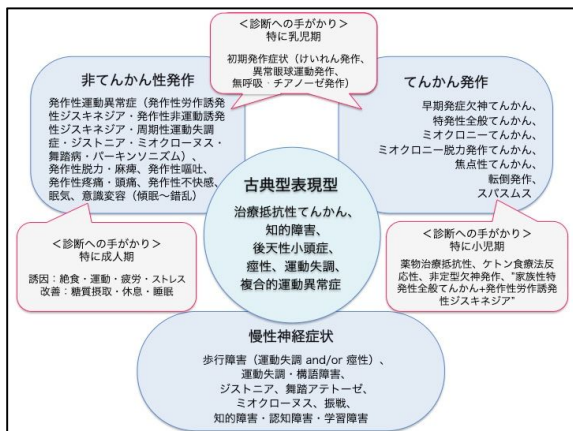 ＜診断への手がかり＞
特に乳児期
初期発作症状（けいれん発作、
異常眼球運動発作、
無呼吸・チアノーゼ発作）
非てんかん性発作
発作性運動異常症（発作性労作誘発
性ジスキネジア・発作性非運動誘発
性ジスキネジア・周期性運動失調
症・ジストニア・ミオクローヌス・
舞踏病・パーキンソニズム）、
発作性脱力・麻痺、発作性嘔吐、
発作性疼痛・頭痛、発作性不快感、
眠気、意識変容（傾眠〜錯乱）
てんかん発作
早期発症欠神てんかん、
特発性全般てんかん、
ミオクロニーてんかん、
ミオクロニー脱力発作てんかん、
焦点性てんかん、
転倒発作、
スパスムス
古典型表現型
治療抵抗性てんかん、
知的障害、
後天性小頭症、
痙性、運動失調、
複合的運動異常症
＜診断への手がかり＞
特に成人期
誘因：絶食・運動・疲労・ストレス
改善：糖質摂取・休息・睡眠
＜診断への手がかり＞
特に小児期
薬物治療抵抗性、ケトン食療法反
応性、非定型欠神発作、"家族性特
発性全般てんかん+発作性労作誘発
性ジスキネジア"
慢性神経症状
歩行障害（運動失調 and/or 痙性）、
運動失調・構語障害、
ジストニア、舞踏アテトーゼ、
ミオクローヌス、振戦、
知的障害・認知障害・学習障害